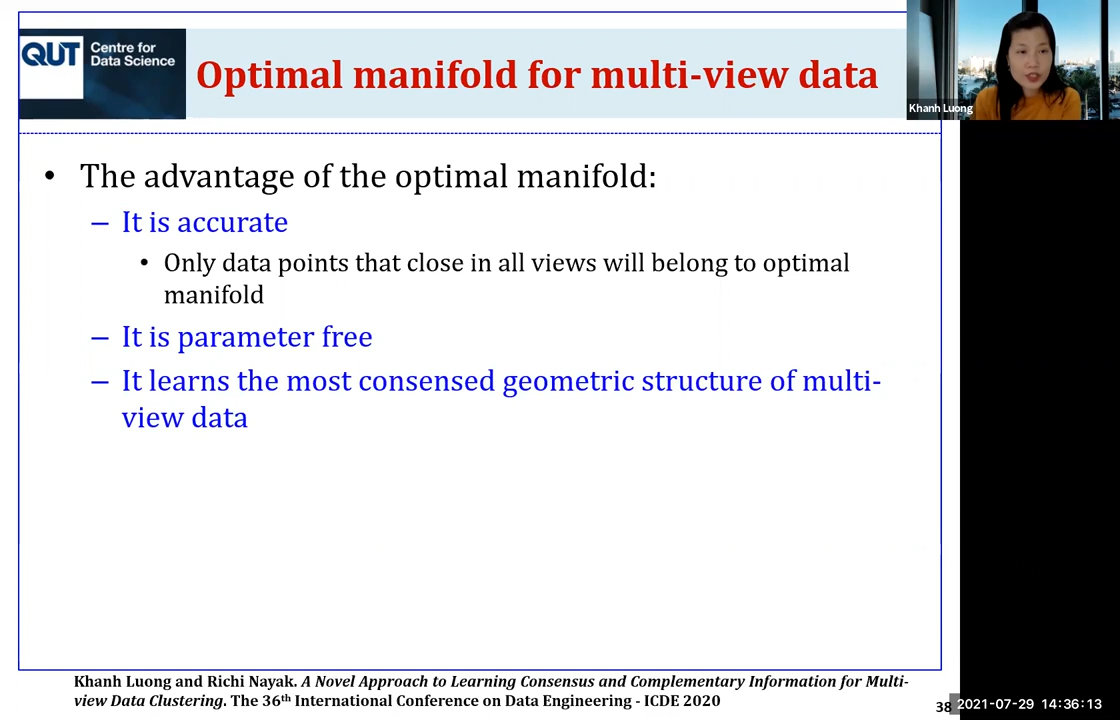 QUT Centre for
Data Science
Optimal manifold for multi-view data
Khanh Luong
• The advantage of the optimal manifold:
– It is accurate
• Only data points that close in all views will belong to optimal
manifold
– It is parameter free
– It learns the most consensed geometric structure of multi-
view data
Khanh Luong and Richi Nayak. A Novel Approach to Learning Consensus and Complementary Information for Multi-
view Data Clustering. The 36th International Conference on Data Engineering - ICDE 2020
38
2021-07-29 14:36:13